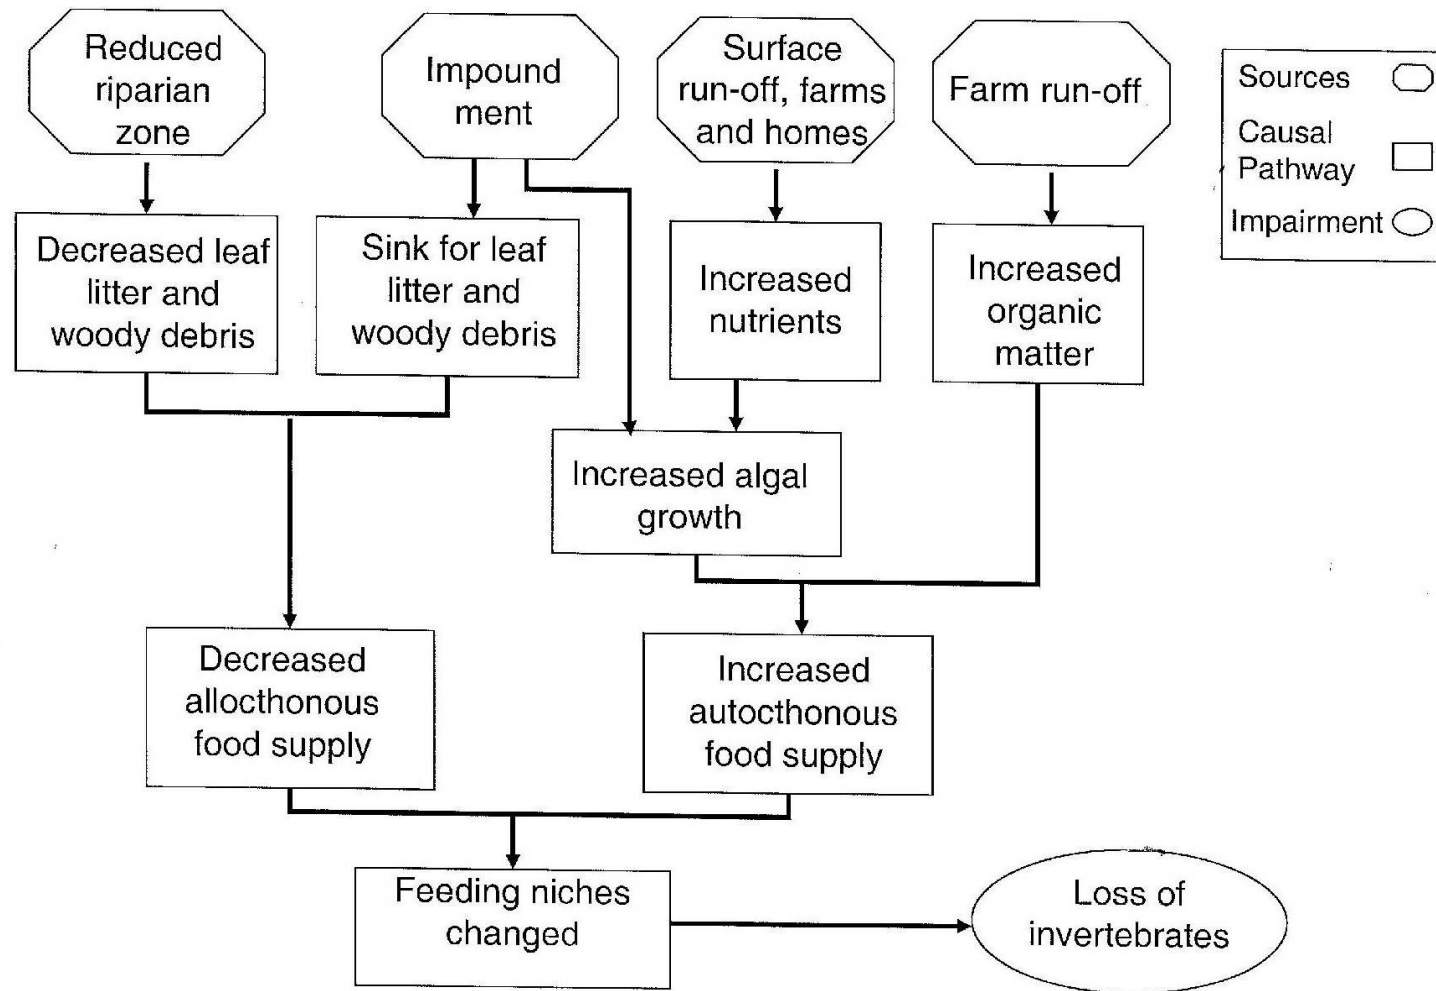 Reduced
riparian
zone
Impound
ment
Surface
run-off, farms
and homes
Farm run-off
Sources
Causal
Pathway
Impairment
Decreased leaf
litter and
woody debris
Sink for leaf
litter and
woody debris
Increased
nutrients
Increased
organic
matter
Increased algal
growth
Decreased
allocthonous
food supply
Increased
autocthonous
food supply
Feeding niches
changed
Loss of
invertebrates